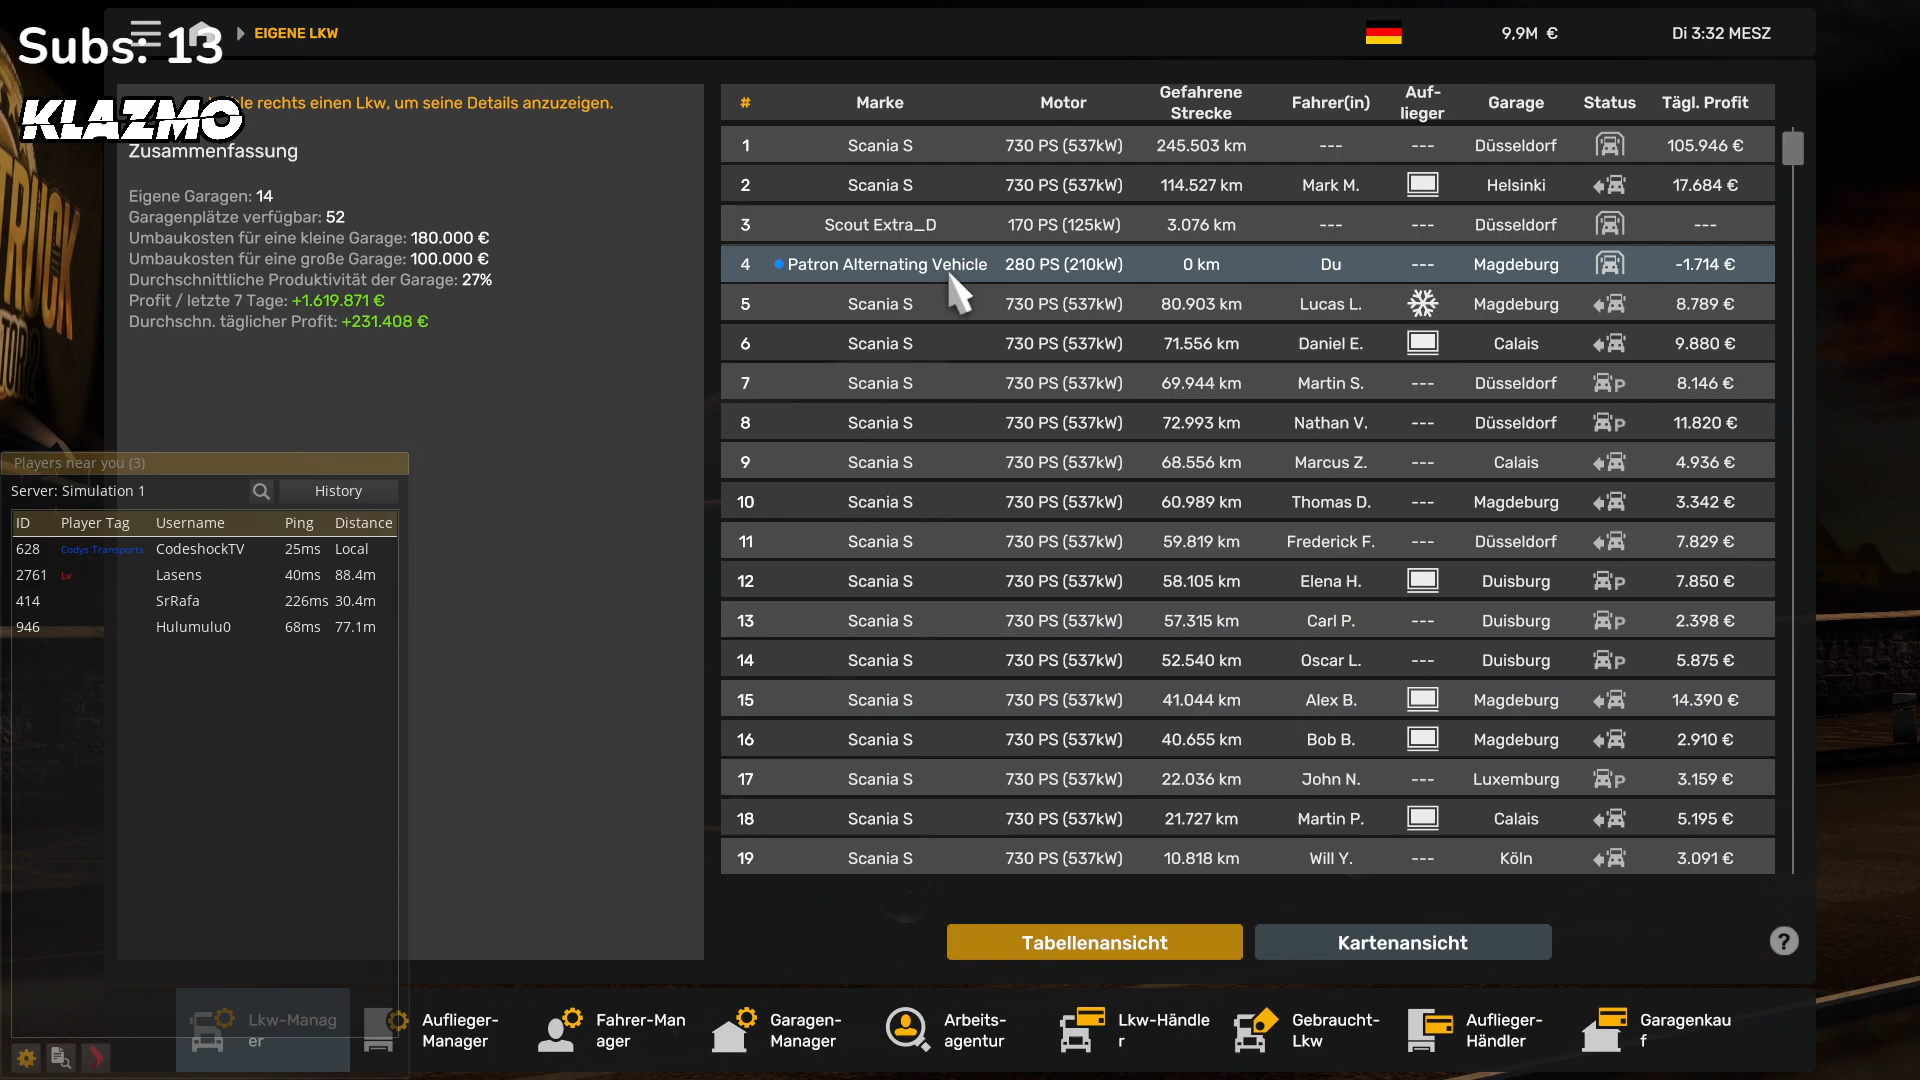 Subs: 13
EIGENE LKW
9,9M €
Di 3:32 MESZ
KLAZMO
rechts einen Lkw, um seine Details anzuzeigen.
Zusammenfassung
Eigene Garagen: 14
Garagenplätze verfügbar: 52
Umbaukosten für eine kleine Garage: 180.000 €
Umbaukosten für eine große Garage: 100.000 €
Durchschnittliche Produktivität der Garage: 27%
Profit / letzte 7 Tage: +1.619.871 €
Durchschn. täglicher Profit: +231.408 €
TRUCK
# Marke Motor Gefahrene Strecke Fahrer(in) Auf-lieger Garage Status Tägl. Profit
1 Scania S 730 PS (537kW) 245.503 km --- --- Düsseldorf 105.946 €
2 Scania S 730 PS (537kW) 114.527 km Mark M. Helsinki 17.684 €
3 Scout Extra_D 170 PS (125kW) 3.076 km --- --- Düsseldorf ---
4 Patron Alternating Vehicle 280 PS (210kW) 0 km Du --- Magdeburg -1.714 €
5 Scania S 730 PS (537kW) 80.903 km Lucas L. Magdeburg 8.789 €
6 Scania S 730 PS (537kW) 71.556 km Daniel E. Calais 9.880 €
7 Scania S 730 PS (537kW) 69.944 km Martin S. --- Düsseldorf P 8.146 €
8 Scania S 730 PS (537kW) 72.993 km Nathan V. --- Düsseldorf P 11.820 €
9 Scania S 730 PS (537kW) 68.556 km Marcus Z. --- Calais 4.936 €
10 Scania S 730 PS (537kW) 60.989 km Thomas D. --- Magdeburg 3.342 €
11 Scania S 730 PS (537kW) 59.819 km Frederick F. --- Düsseldorf 7.829 €
12 Scania S 730 PS (537kW) 58.105 km Elena H. Duisburg P 7.850 €
13 Scania S 730 PS (537kW) 57.315 km Carl P. --- Duisburg P 2.398 €
14 Scania S 730 PS (537kW) 52.540 km Oscar L. --- Duisburg P 5.875 €
15 Scania S 730 PS (537kW) 41.044 km Alex B. Magdeburg 14.390 €
16 Scania S 730 PS (537kW) 40.655 km Bob B. Magdeburg 2.910 €
17 Scania S 730 PS (537kW) 22.036 km John N. --- Luxemburg P 3.159 €
18 Scania S 730 PS (537kW) 21.727 km Martin P. Calais 5.195 €
19 Scania S 730 PS (537kW) 10.818 km Will Y. --- Köln 3.091 €
Players near you (3)
Server: Simulation 1 History
ID Player Tag Username Ping Distance
628 Codys Transports CodeshockTV 25ms Local
2761 Lv Lasens 40ms 88.4m
414 SrRafa 226ms 30.4m
946 Hulumulu0 68ms 77.1m
Tabellenansicht
Kartenansicht
?
Lkw-Manag
er
Auflieger-
Manager
Fahrer-Man
ager
Garagen-
Manager
Arbeits-
agentur
Lkw-Händle
r
Gebraucht-
Lkw
Auflieger-
Händler
Garagenkau
f